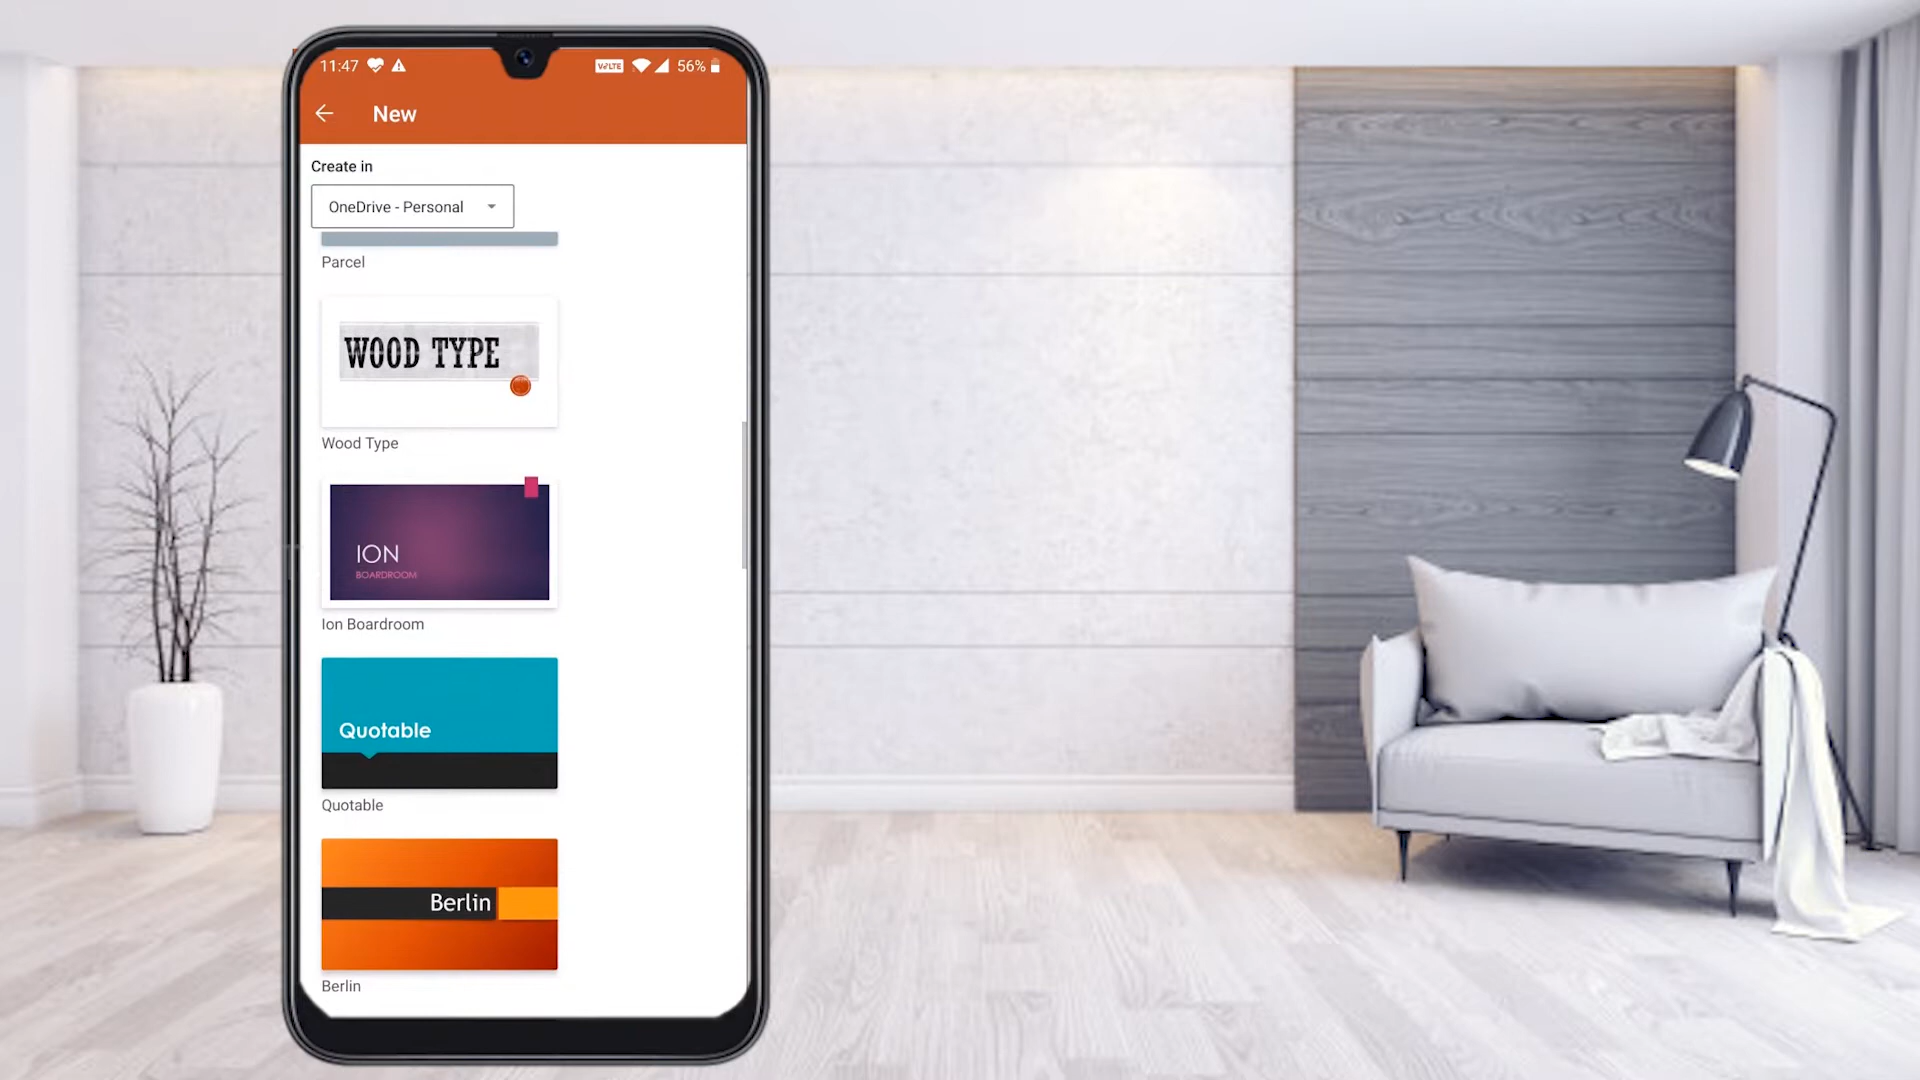 11:47 VoLTE 56%
New
Create in
OneDrive - Personal
Parcel
WOOD TYPE
Wood Type
ION
BOARDROOM
Ion Boardroom
Quotable
Quotable
Berlin
Berlin